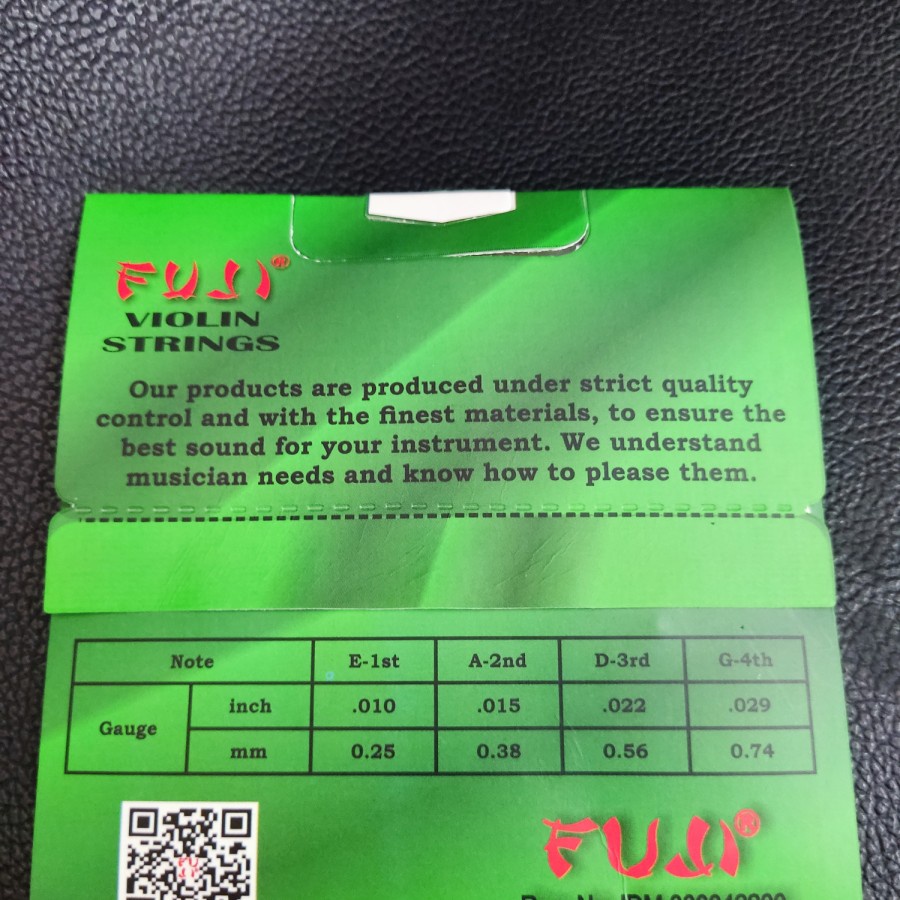 FUJI®
VIOLIN
STRINGS
Our products are produced under strict quality
control and with the finest materials, to ensure the
best sound for your instrument. We understand
musician needs and know how to please them.
Note E-1st A-2nd D-3rd G-4th
Gauge inch .010 .015 .022 .029
mm 0.25 0.38 0.56 0.74
FUJI
FUJI®